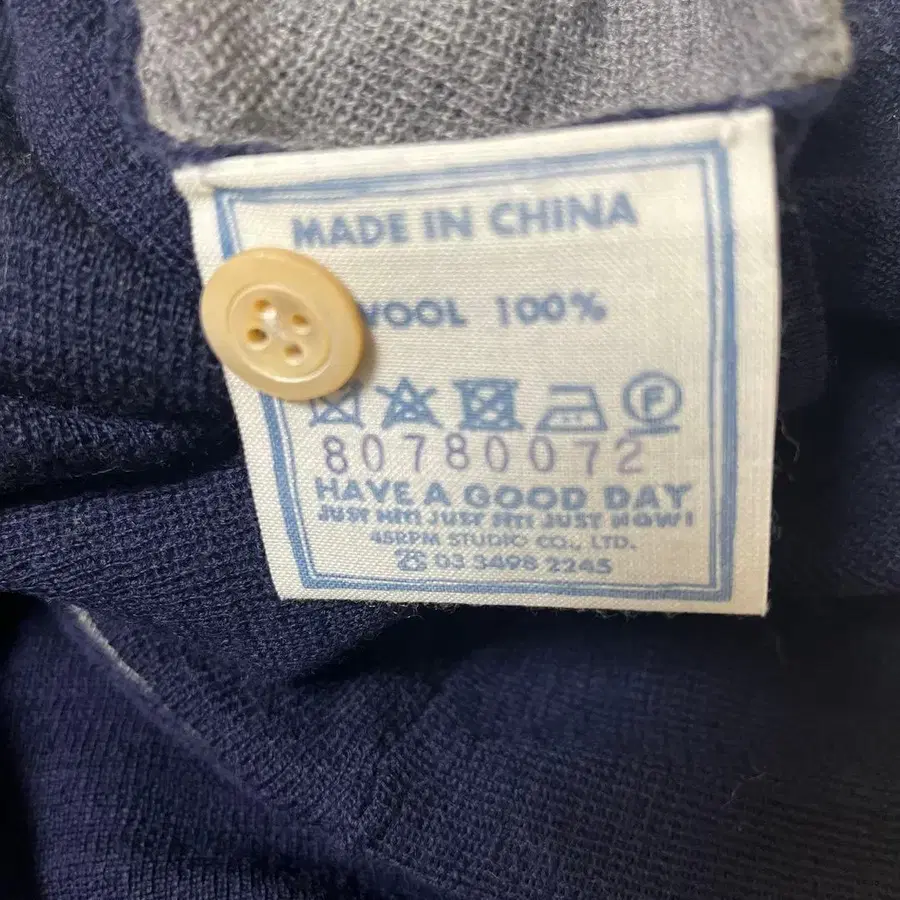 MADE IN CHINA
WOOL 100%
80780072
HAVE A GOOD DAY
JUST HIT! JUST FIT! JUST NOW!
45RPM STUDIO CO., LTD.
☎ 03 3498 2245